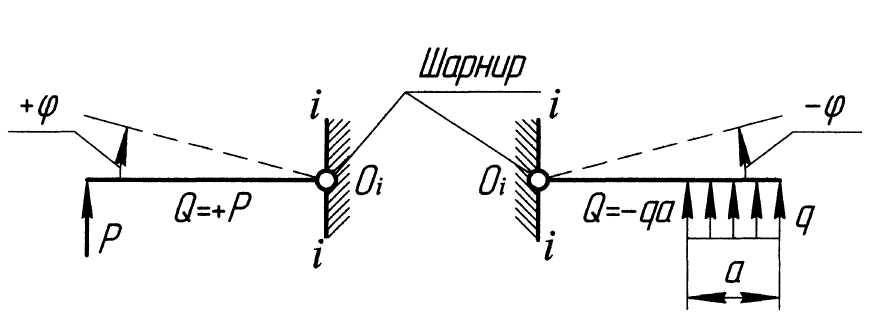 Шарнир
+φ i i -φ
Oᵢ Oᵢ
P Q=+P Q=-qa q
i i
a